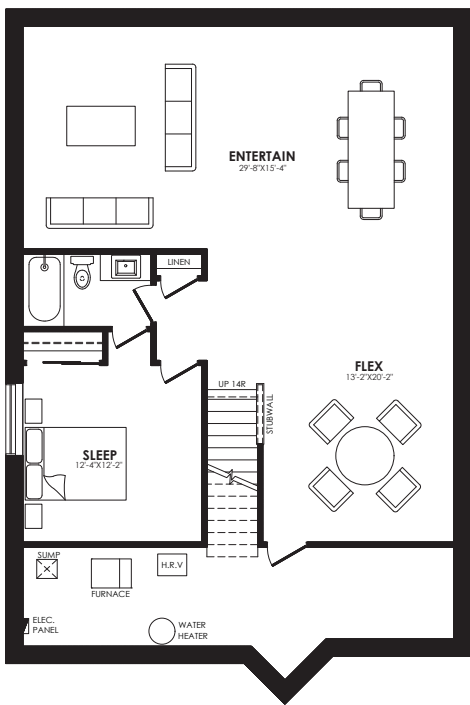 ENTERTAIN
29'-8"X15'-4"
LINEN
FLEX
13'-2"X20'-2"
UP 14R
STUBWALL
SLEEP
12'-4"X12'-2"
SUMP
H.R.V
FURNACE
ELEC.
PANEL
WATER
HEATER